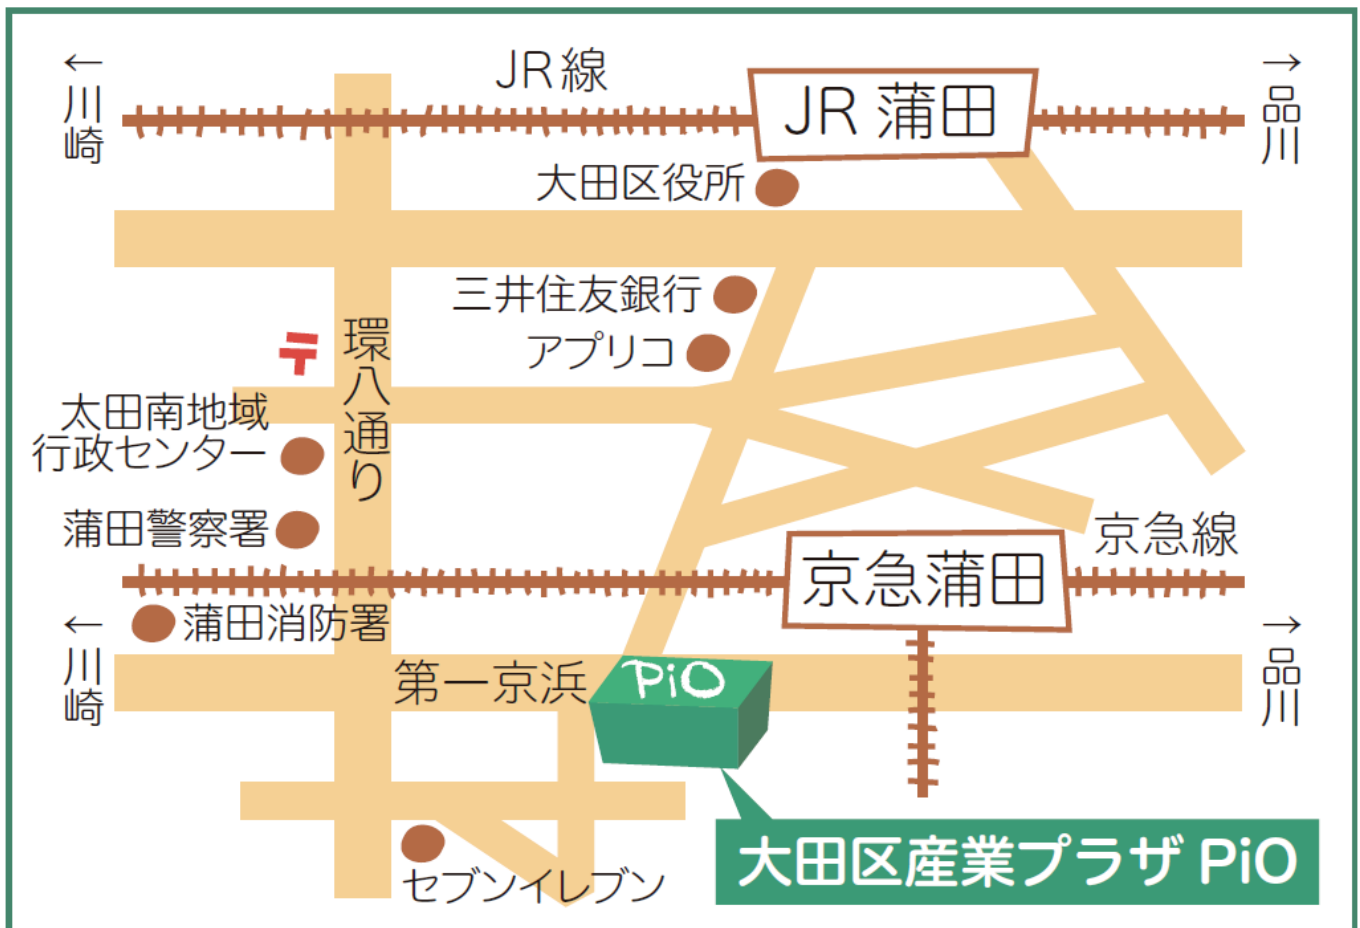 ←
川崎
JR線
JR 蒲田
→
品川
大田区役所
三井住友銀行
アプリコ
〒
環八通り
太田南地域
行政センター
蒲田警察署
京急線
京急蒲田
蒲田消防署
←
川崎
第一京浜
PiO
→
品川
大田区産業プラザ PiO
セブンイレブン